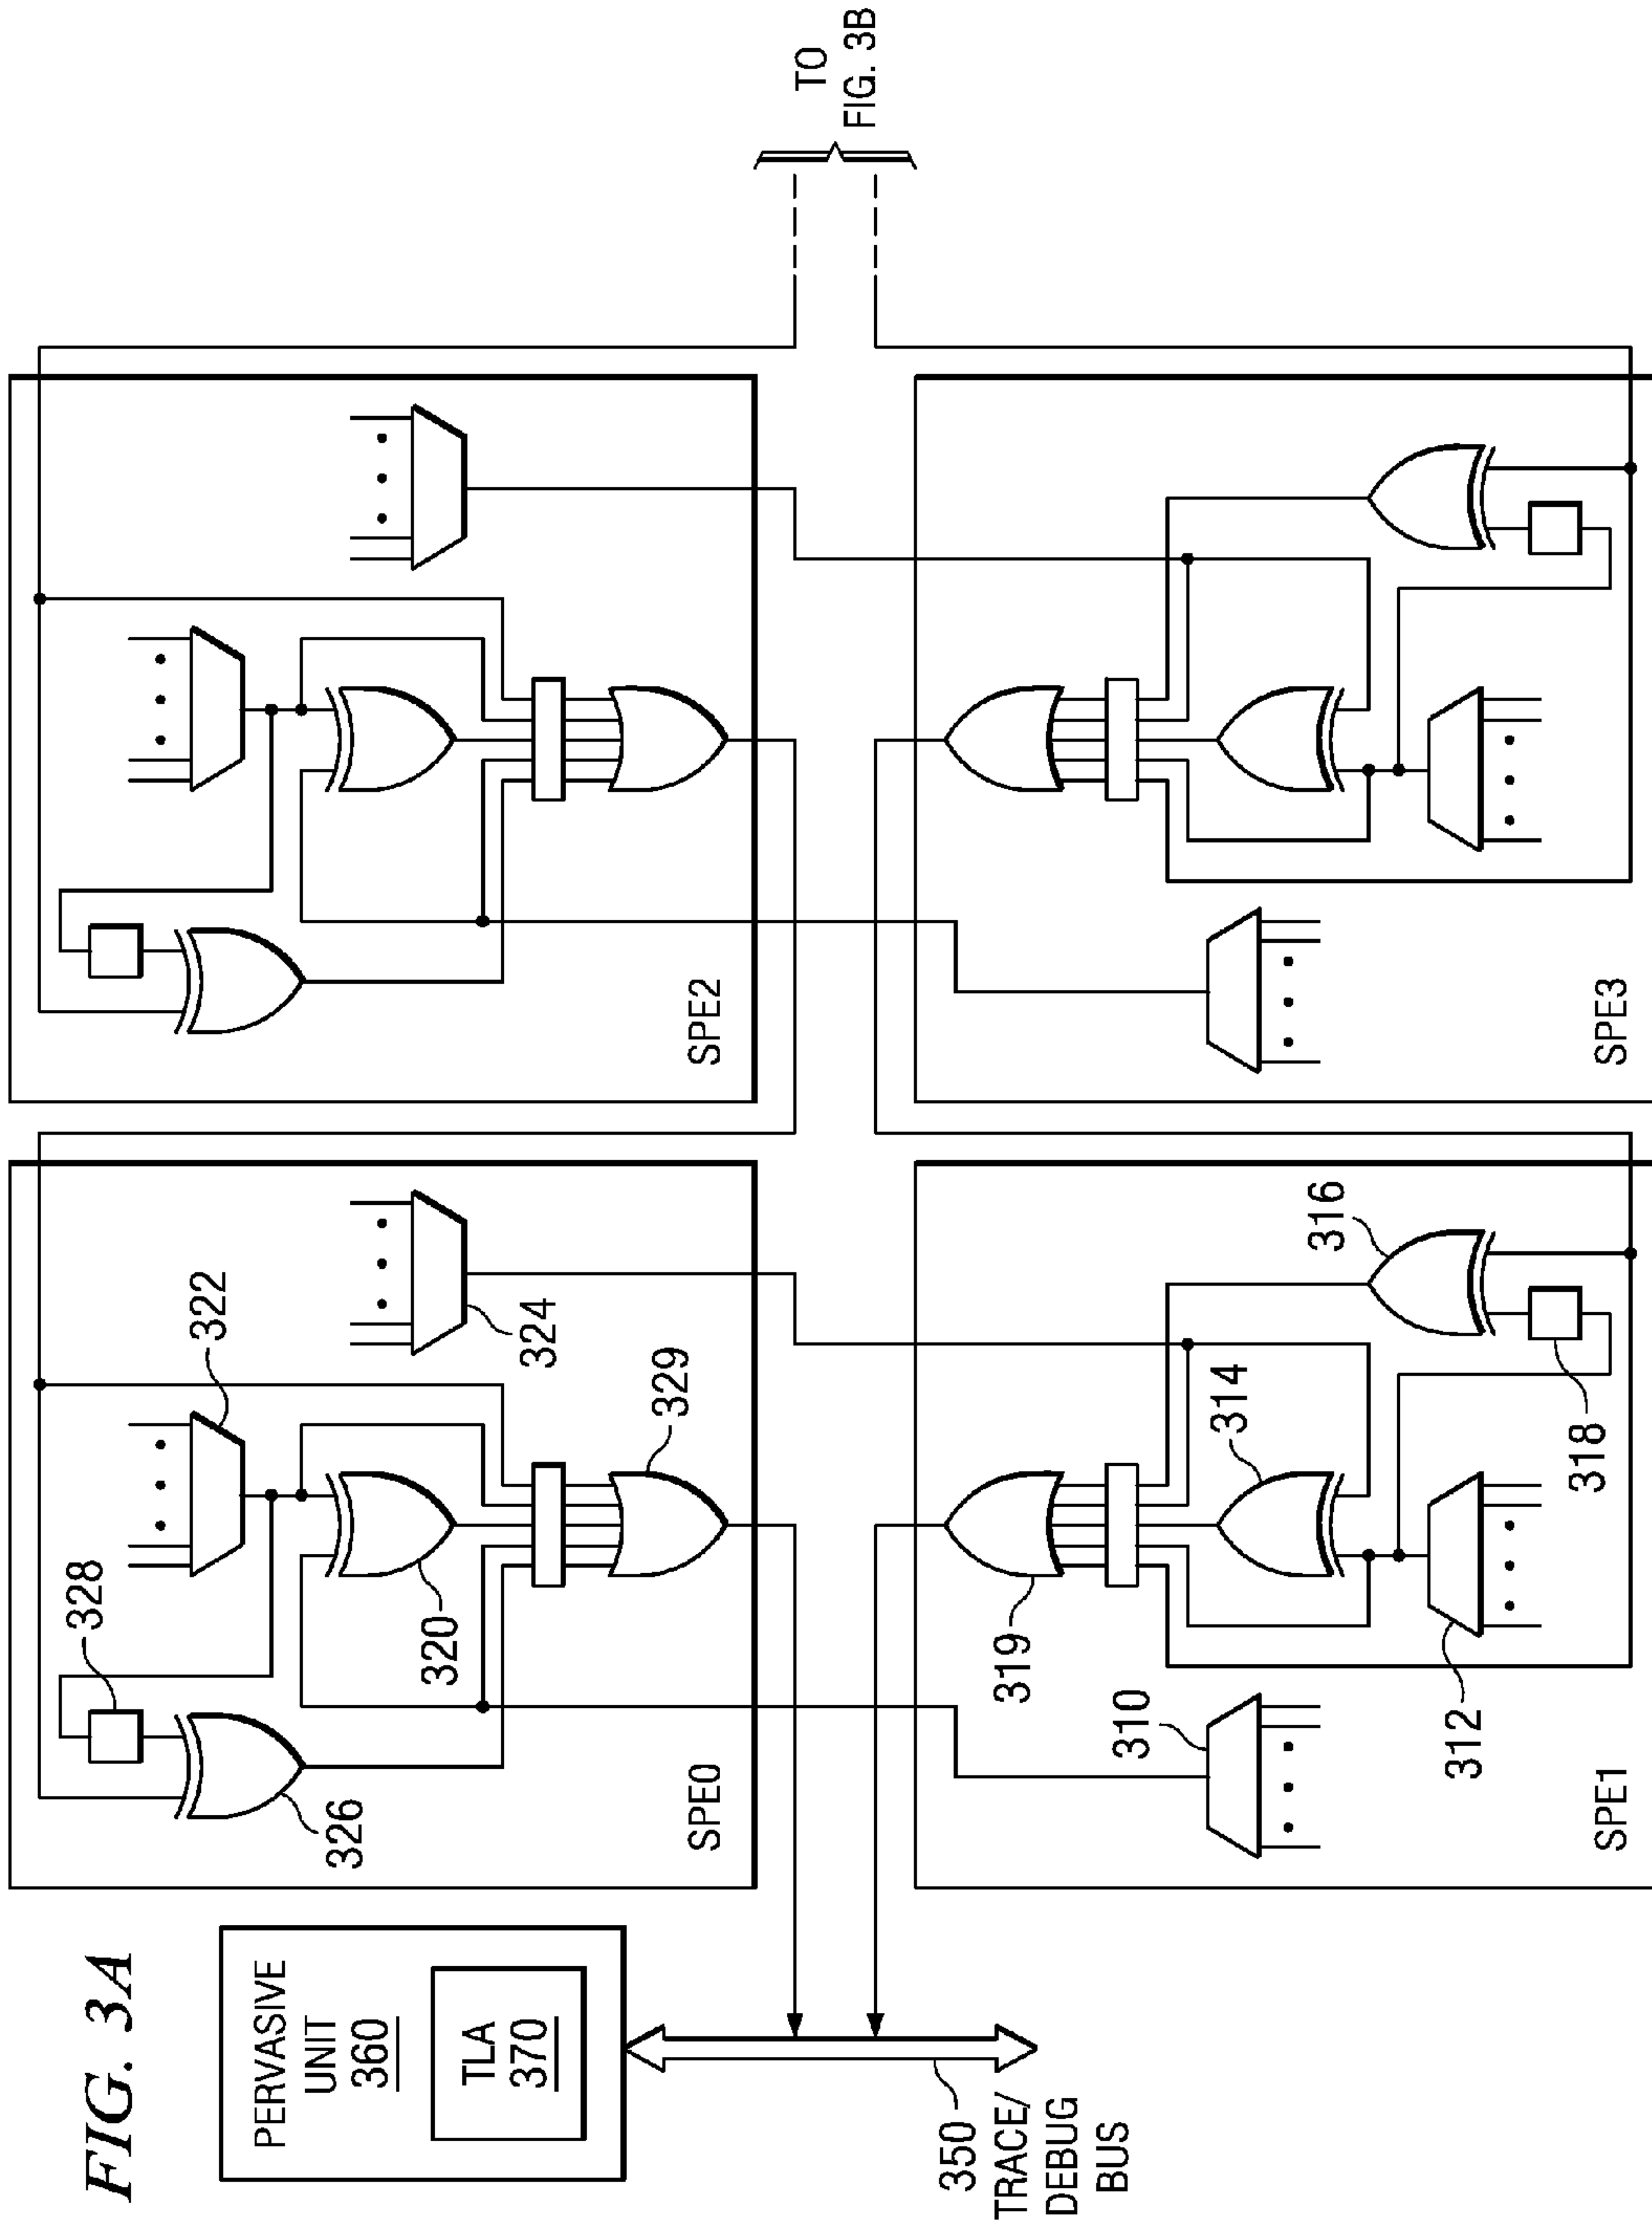 FIG. 3A
PERVASIVE
UNIT
360
TLA
370
350
TRACE/
DEBUG
BUS
328
326
322
320
324
329
SPE0
SPE2
TO
FIG. 3B
319
310
314
316
312
318
SPE1
SPE3